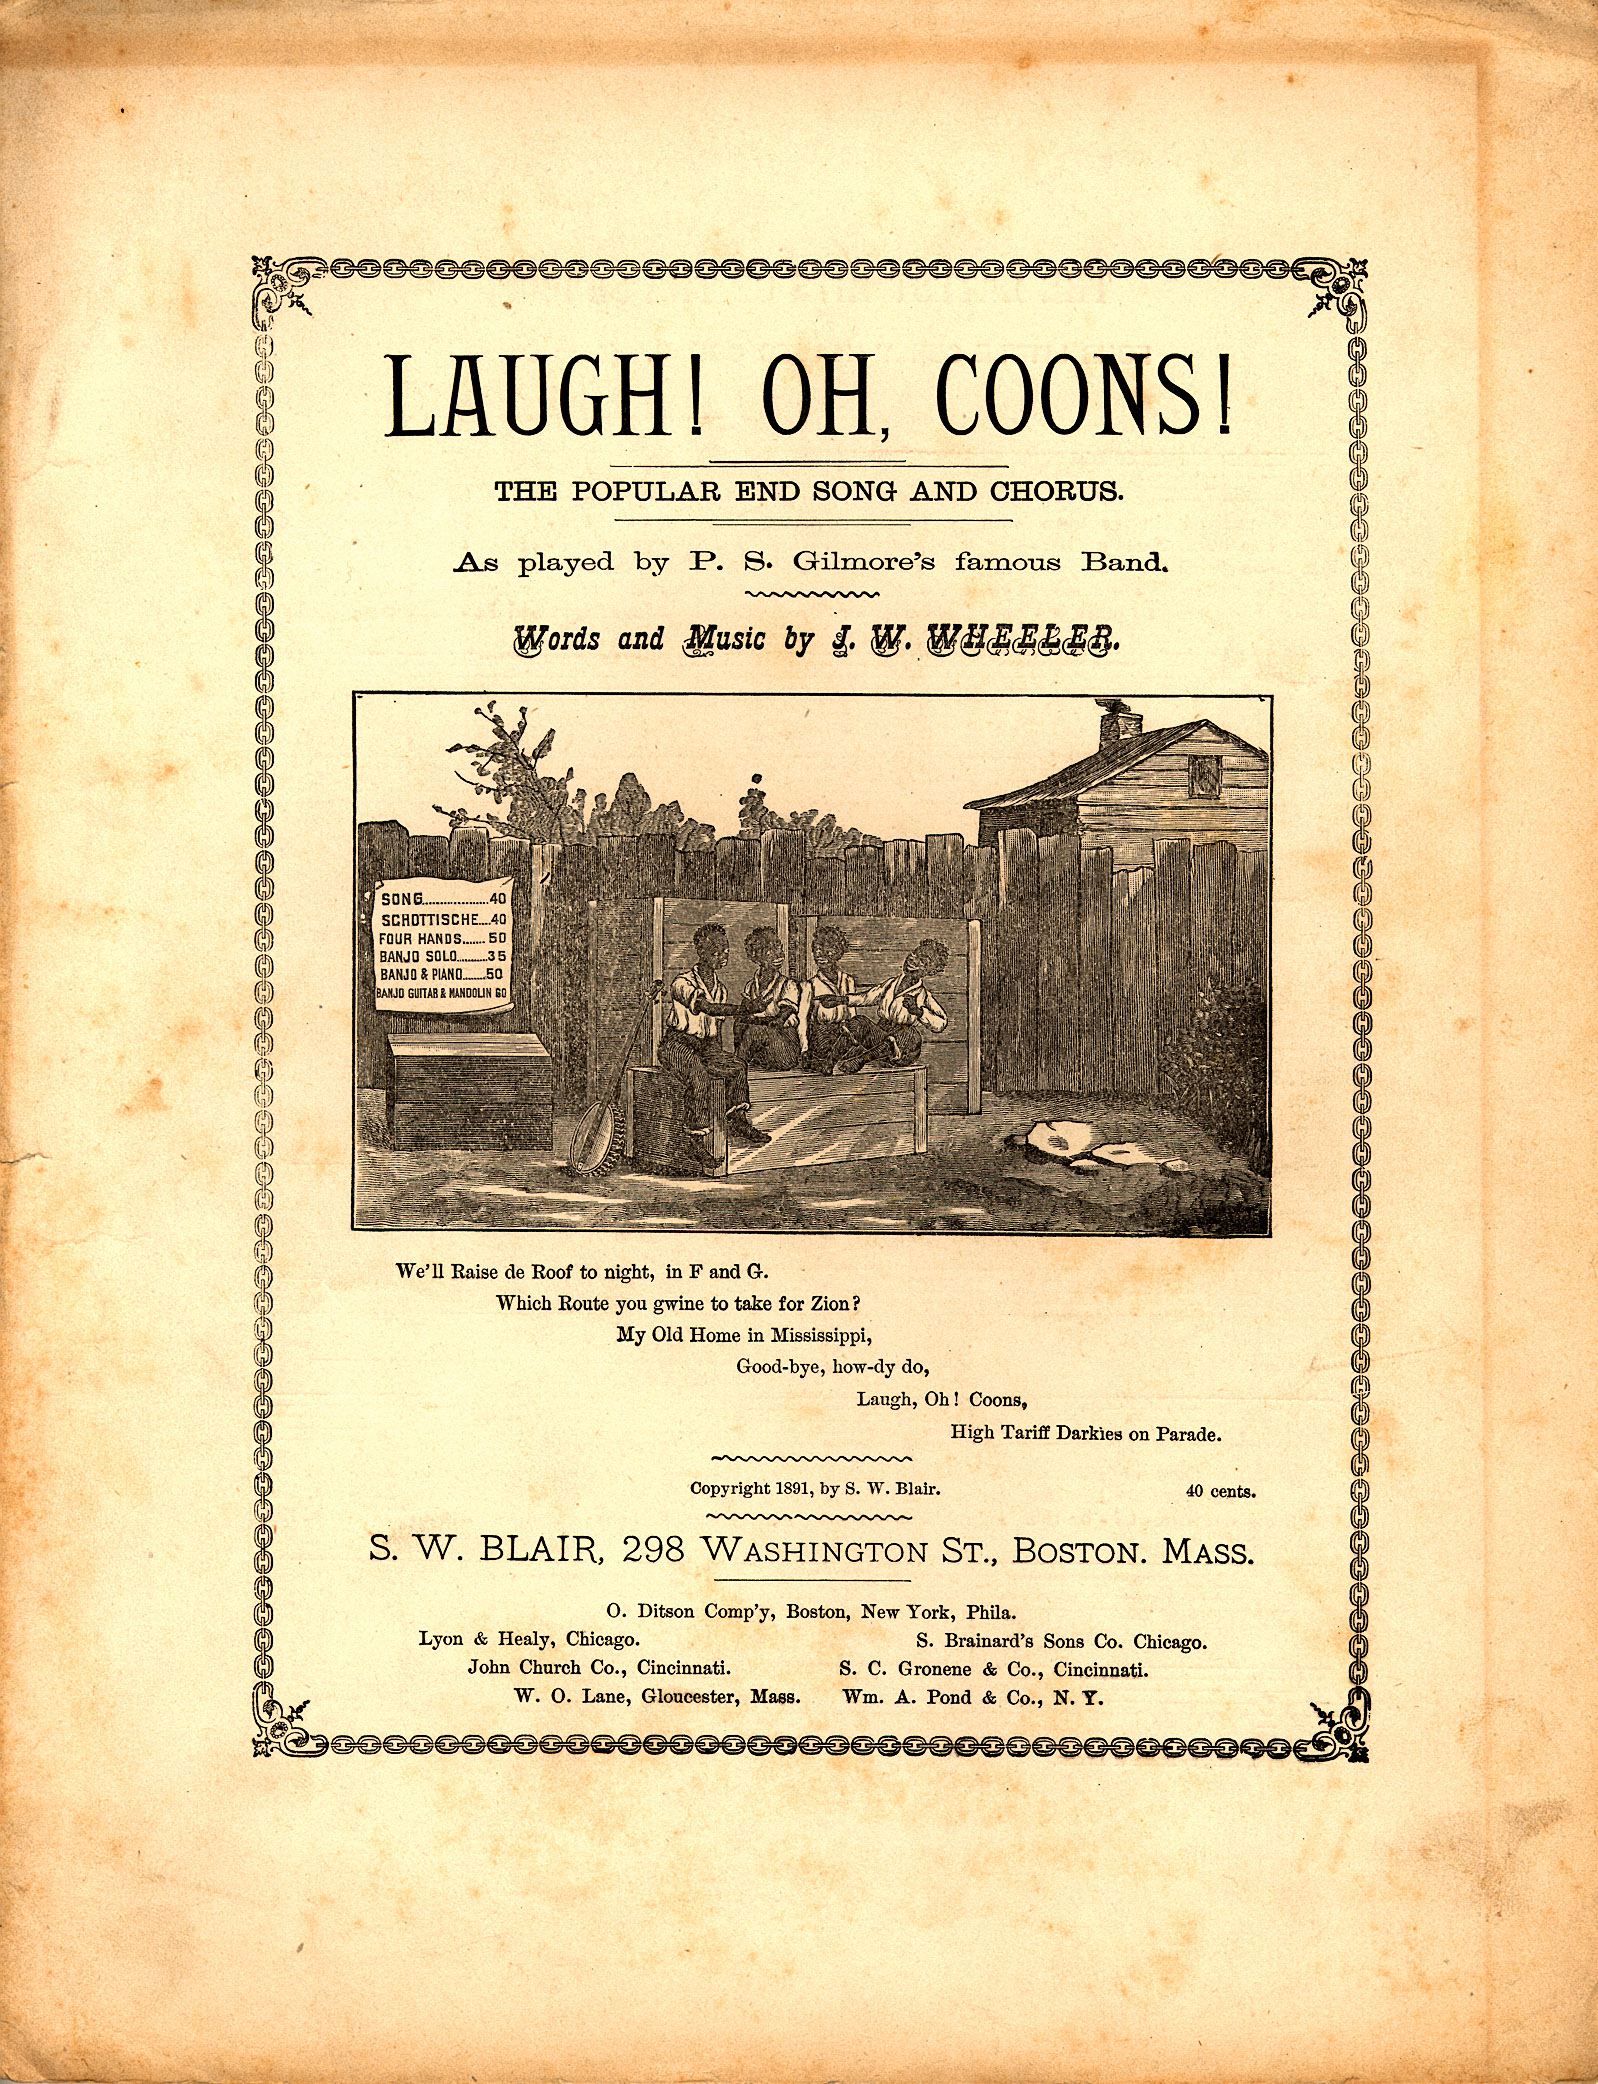 LAUGH! OH, COONS!
THE POPULAR END SONG AND CHORUS.
As played by P. S. Gilmore's famous Band.
Words and Music by J. W. WHEELER.
SONG...................40
SCHOTTISCHE....40
FOUR HANDS.......50
BANJO SOLO..........35
BANJO & PIANO.......50
BANJO GUITAR & MANDOLIN 60
We'll Raise de Roof to night, in F and G.
Which Route you gwine to take for Zion?
My Old Home in Mississippi,
Good-bye, how-dy do,
Laugh, Oh! Coons,
High Tariff Darkies on Parade.
Copyright 1891, by S. W. Blair. 40 cents.
S. W. BLAIR, 298 WASHINGTON ST., BOSTON. MASS.
O. Ditson Comp'y, Boston, New York, Phila.
Lyon & Healy, Chicago. S. Brainard's Sons Co. Chicago.
John Church Co., Cincinnati. S. C. Gronene & Co., Cincinnati.
W. O. Lane, Gloucester, Mass. Wm. A. Pond & Co., N. Y.